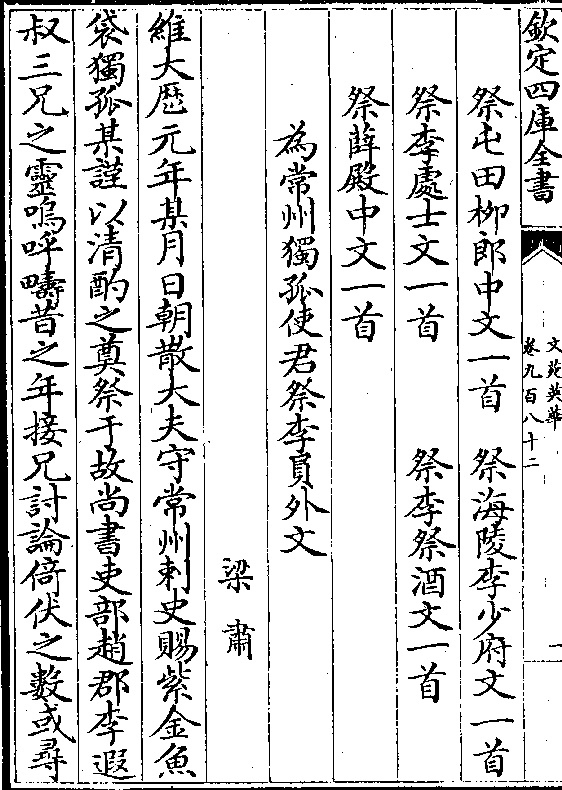 欽定四庫全書
文苑英華
卷九百八十二
一
祭屯田柳郎中文一首 祭海陵李少府文一首
祭李處士文一首 祭李祭酒文一首
祭薛殿中文一首
為常州獨孤使君祭李員外文
梁肅
維大歴元年某月日朝散大夫守常州刺史賜紫金魚
袋獨孤某謹以清酌之奠祭于故尚書吏部趙郡李遐
叔三兄之靈嗚呼疇昔之年接兄討論倚伏之數或尋